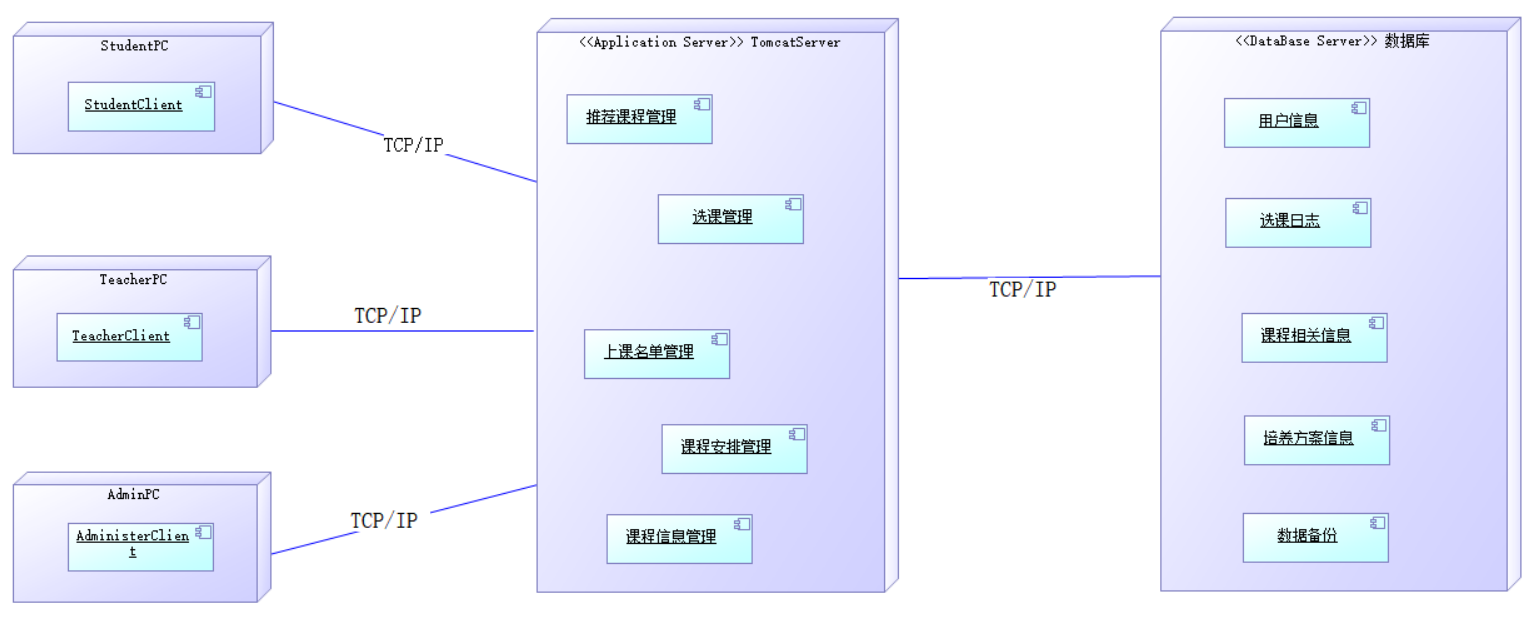 StudentPC
StudentClient
TCP/IP
TeacherPC
TeacherClient
TCP/IP
AdminPC
AdministerClien
t
TCP/IP
<<Application Server>> TomcatServer
推荐课程管理
选课管理
上课名单管理
课程安排管理
课程信息管理
TCP/IP
<<DataBase Server>> 数据库
用户信息
选课日志
课程相关信息
培养方案信息
数据备份